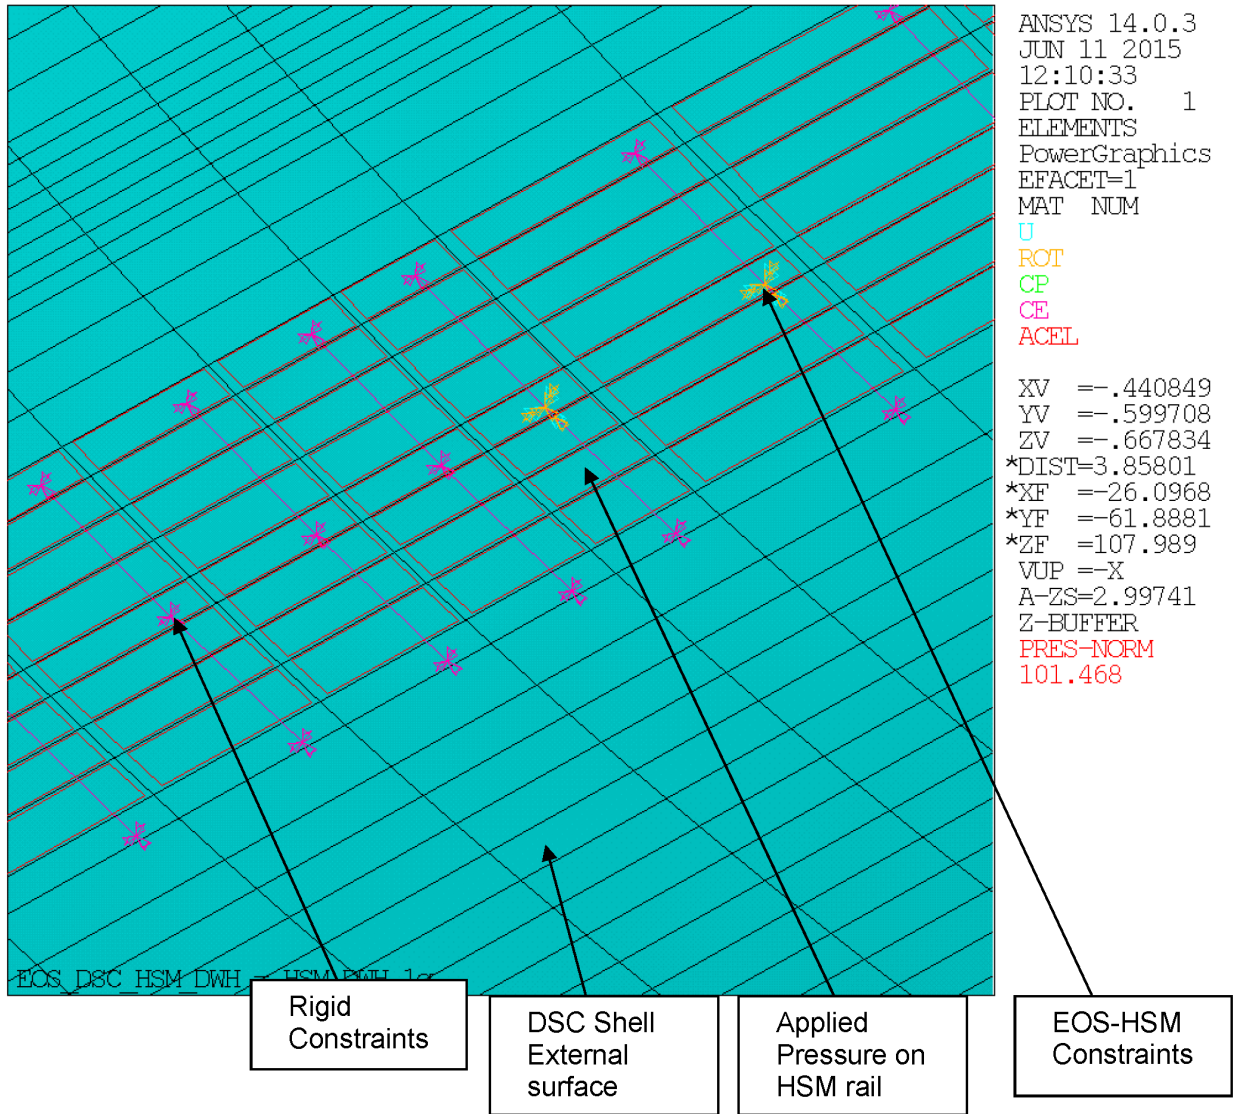 ANSYS 14.0.3
JUN 11 2015
12:10:33
PLOT NO.   1
ELEMENTS
PowerGraphics
EFACET=1
MAT  NUM
U
ROT
CP
CE
ACEL
XV  =-.440849
YV  =-.599708
ZV  =-.667834
*DIST=3.85801
*XF  =-26.0968
*YF  =-61.8881
*ZF  =107.989
VUP =-X
A-ZS=2.99741
Z-BUFFER
PRES-NORM
101.468
EOS_DSC_HSM_DWH - HSM_DWH_1g
Rigid
Constraints
DSC Shell
External
surface
Applied
Pressure on
HSM rail
EOS-HSM
Constraints